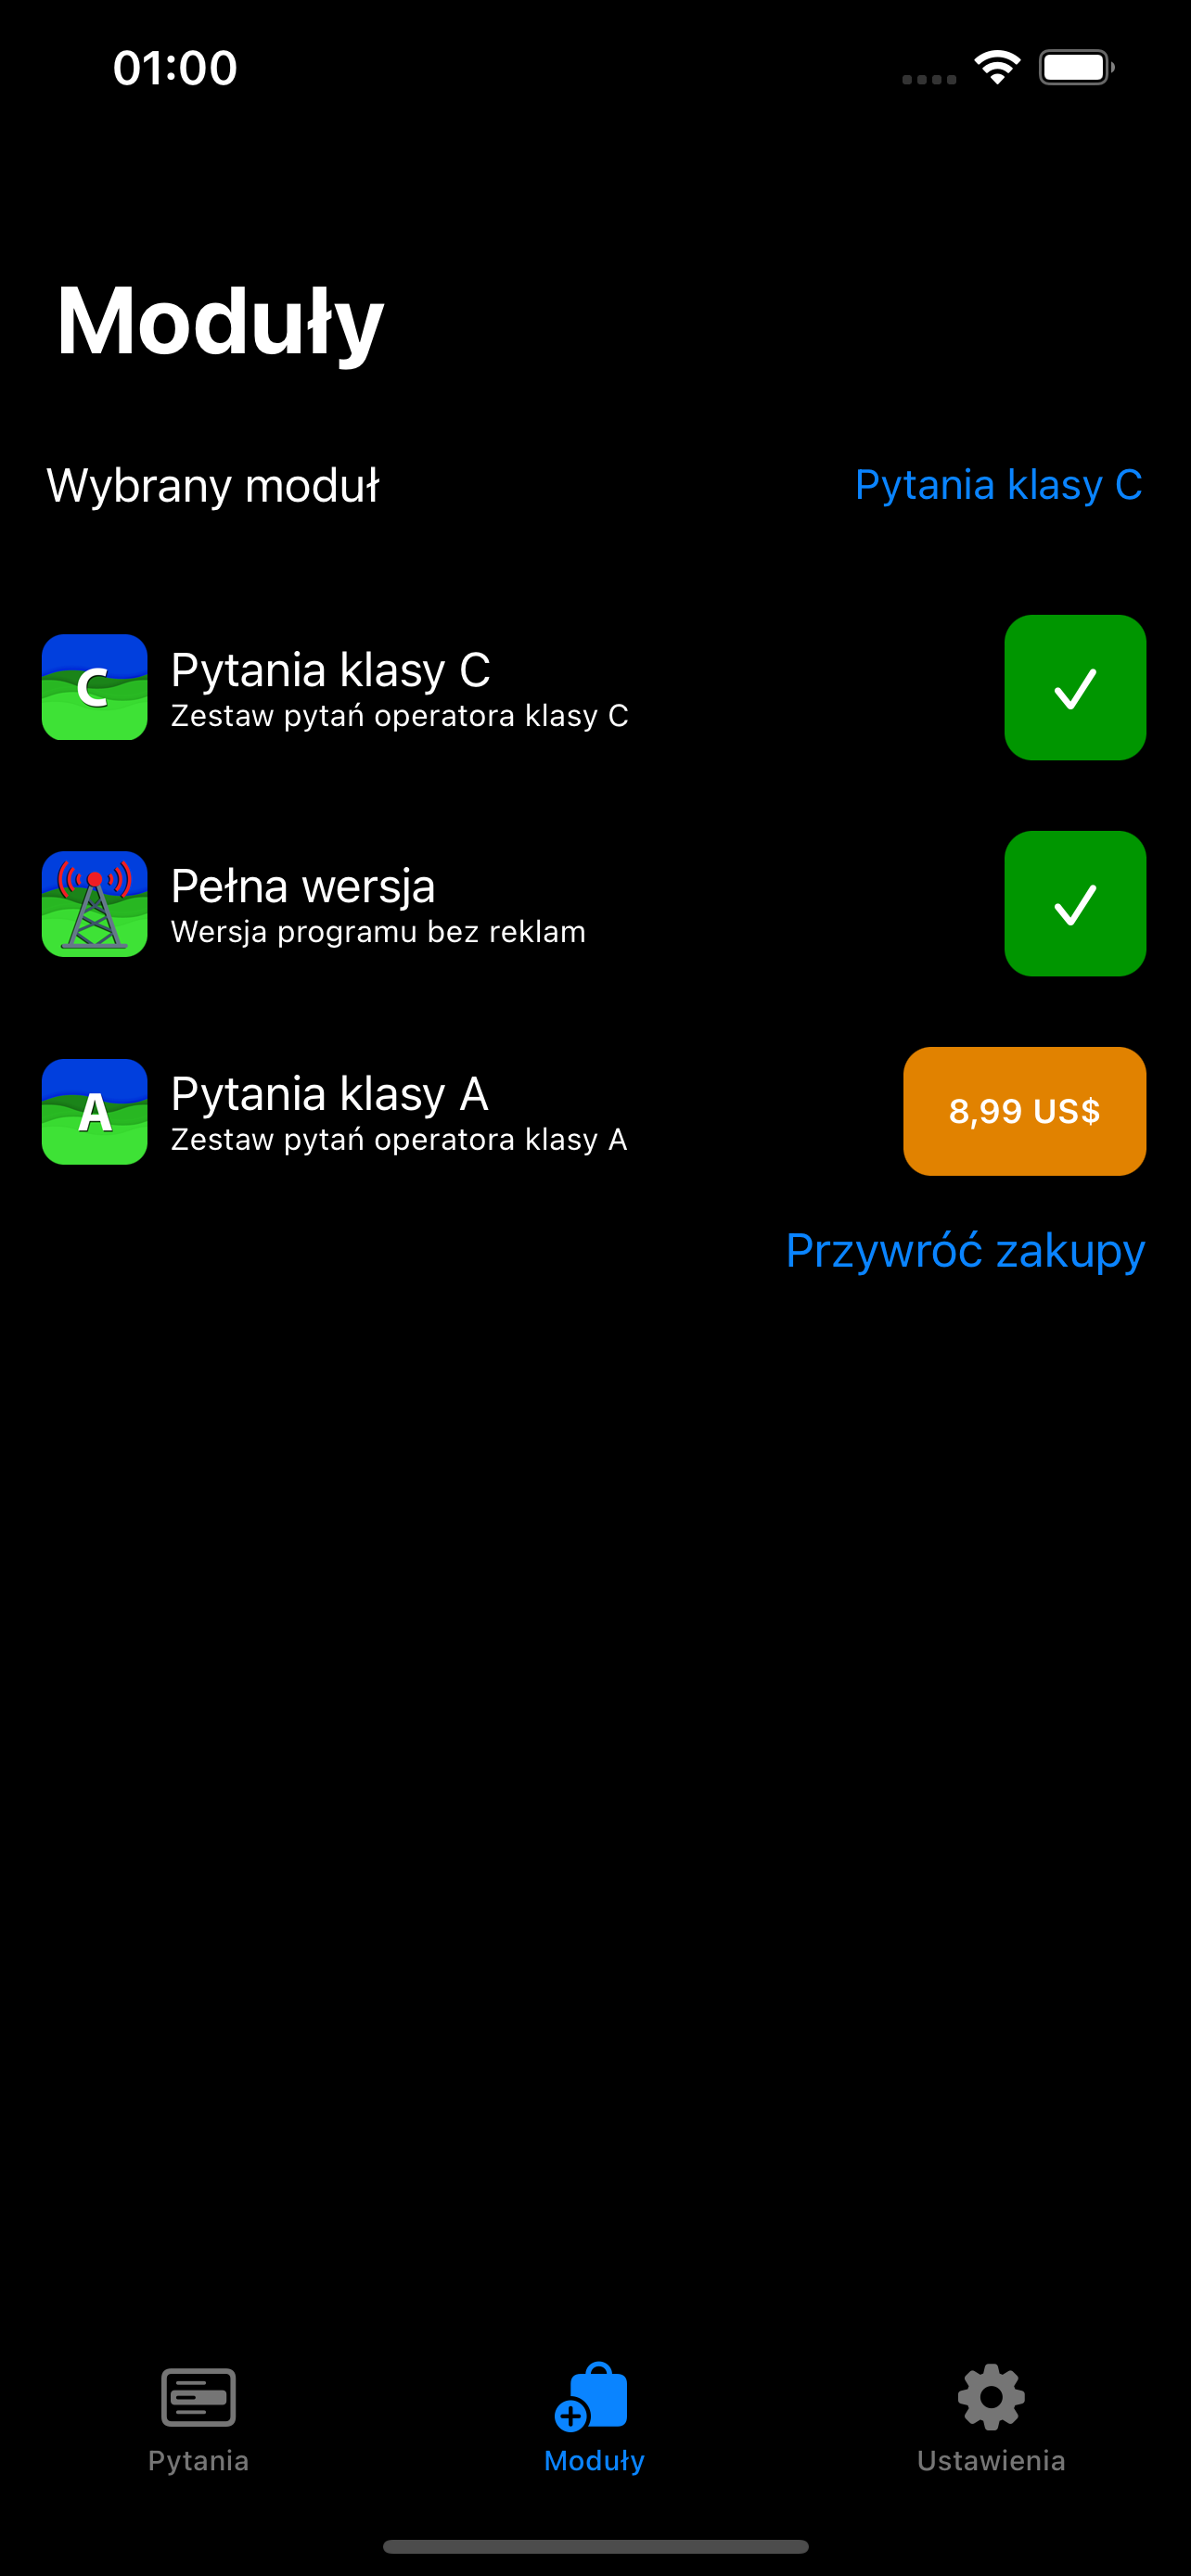 01:00
Moduły
Wybrany moduł
Pytania klasy C
C
Pytania klasy C
Zestaw pytań operatora klasy C
Pełna wersja
Wersja programu bez reklam
A
Pytania klasy A
Zestaw pytań operatora klasy A
8,99 US$
Przywróć zakupy
Pytania
Moduły
Ustawienia